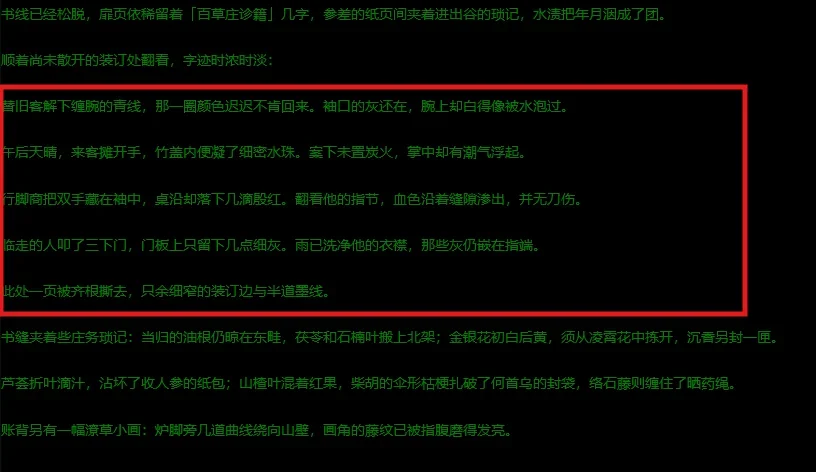 书线已经松脱，扉页依稀留着「百草庄诊籍」几字，参差的纸页间夹着进出谷的琐记，水渍把年月洇成了团。
顺着尚未散开的装订处翻看，字迹时浓时淡：
替旧客解下缠腕的青线，那一圈颜色迟迟不肯回来。袖口的灰还在，腕上却白得像被水泡过。
午后天晴，来客摊开手，竹盖内便凝了细密水珠。案下未置炭火，掌中却有潮气浮起。
行脚商把双手藏在袖中，桌沿却落下几滴殷红。翻看他的指节，血色沿着缝隙渗出，并无刀伤。
临走的人叩了三下门，门板上只留下几点细灰。雨已洗净他的衣襟，那些灰仍嵌在指端。
此处一页被齐根撕去，只余细窄的装订边与半道墨线。
书缝夹着些庄务琐记：当归的油根仍晾在东畦，茯苓和石楠叶搬上北架；金银花初白后黄，须从凌霄花中拣开，沉香另封一匣。
芦荟折叶滴汁，沾坏了收人参的纸包；山楂叶混着红果，柴胡的伞形枯梗扎破了何首乌的封袋，络石藤则缠住了晒药绳。
账背另有一幅潦草小画：炉脚旁几道曲线绕向山壁，画角的藤纹已被指腹磨得发亮。